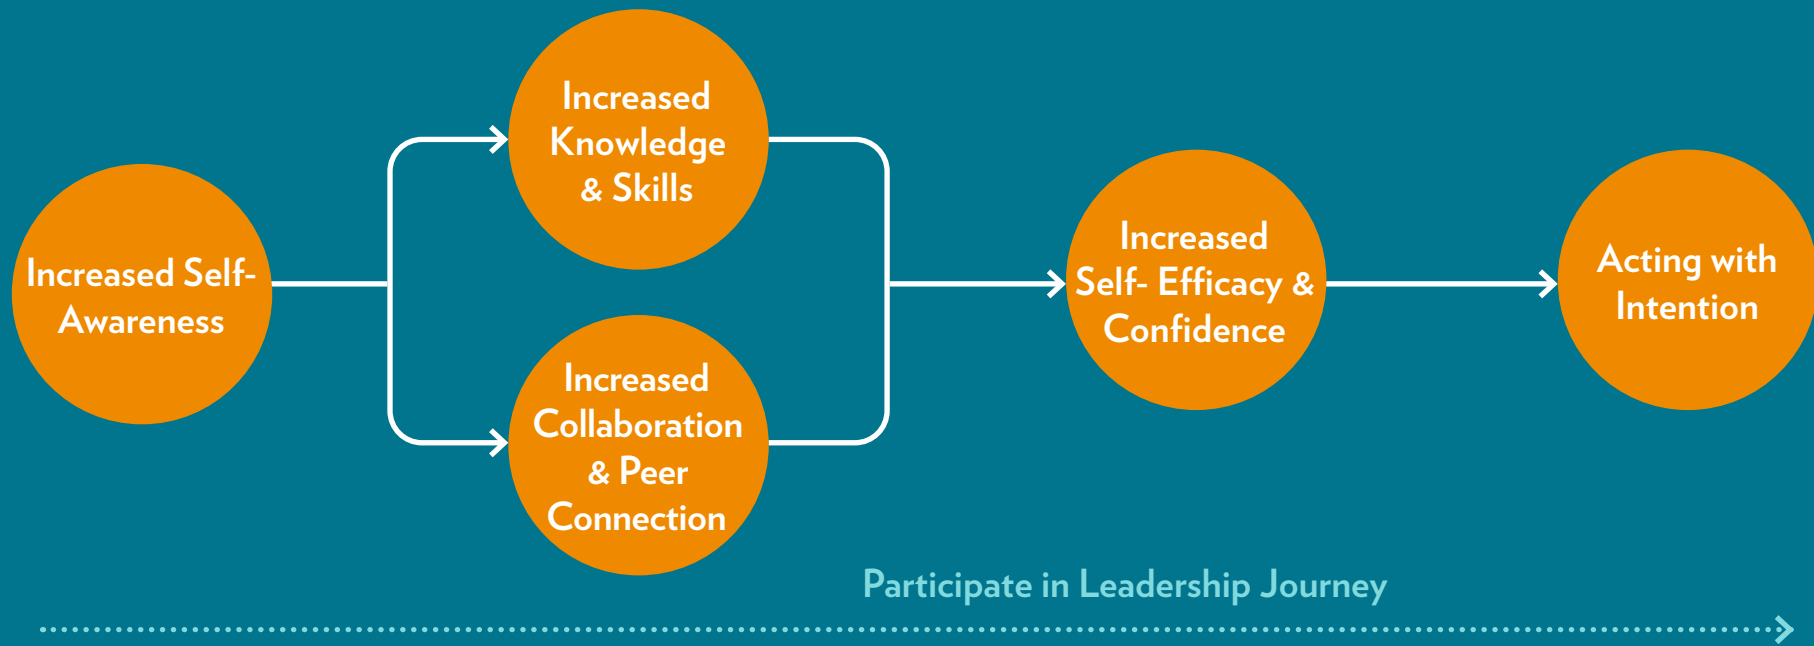 Increased Self-
Awareness
Increased
Knowledge
& Skills
Increased
Collaboration
& Peer
Connection
Increased
Self- Efficacy &
Confidence
Acting with
Intention
Participate in Leadership Journey